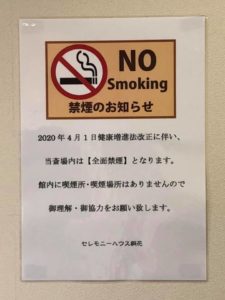 NO
Smoking
禁煙のお知らせ
2020年4月1日健康増進法改正に伴い、
当斎場内は【全面禁煙】となります。
館内に喫煙所・喫煙場所はありませんので
御理解・御協力をお願い致します。
セレモニーハウス絹花